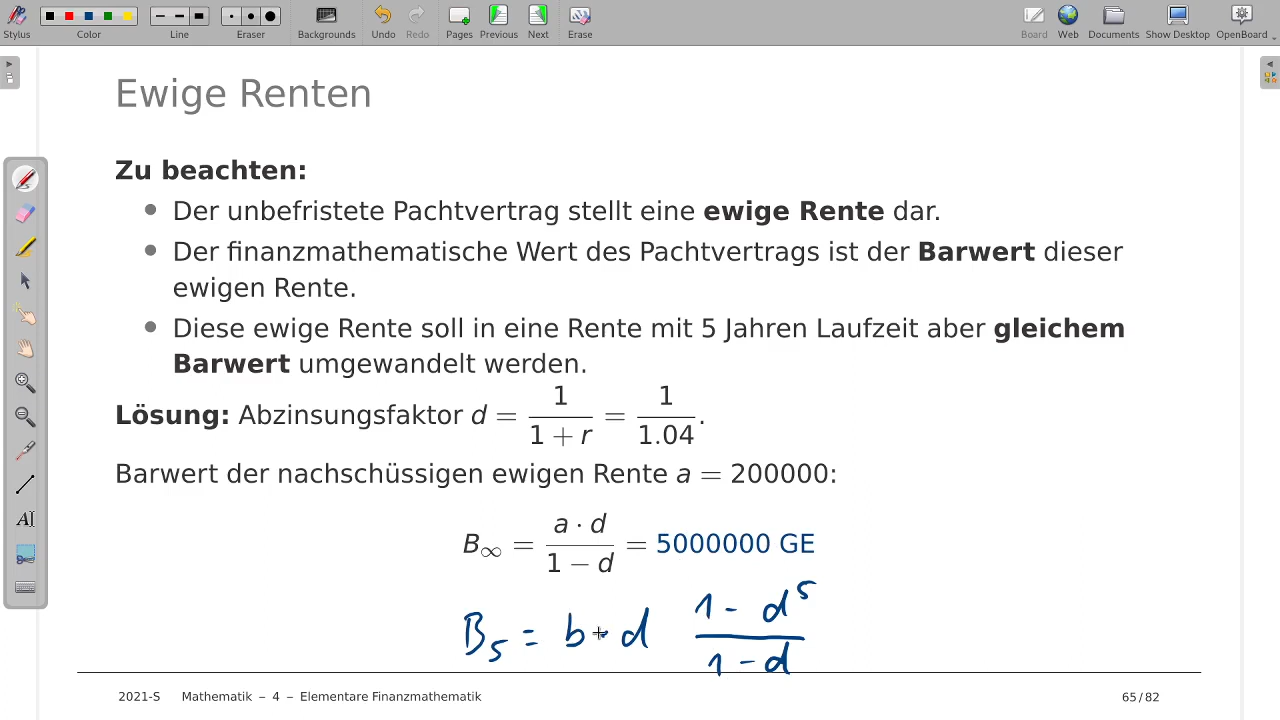 Stylus Color Line Eraser Backgrounds Undo Redo Pages Previous Next Erase Board Web Documents Show Desktop OpenBoard
Ewige Renten
Zu beachten:
• Der unbefristete Pachtvertrag stellt eine ewige Rente dar.
• Der finanzmathematische Wert des Pachtvertrags ist der Barwert dieser
ewigen Rente.
• Diese ewige Rente soll in eine Rente mit 5 Jahren Laufzeit aber gleichem
Barwert umgewandelt werden.
Lösung: Abzinsungsfaktor d = 1/(1 + r) = 1/1.04.
Barwert der nachschüssigen ewigen Rente a = 200000:
B∞ = (a · d)/(1 − d) = 5000000 GE
B₅ = b · d (1 - d⁵)/(1 - d)
2021-S Mathematik – 4 – Elementare Finanzmathematik 65/82